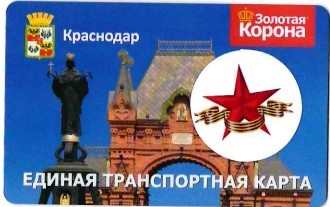 Краснодар
Золотая®
Корона
ЕДИНАЯ ТРАНСПОРТНАЯ КАРТА